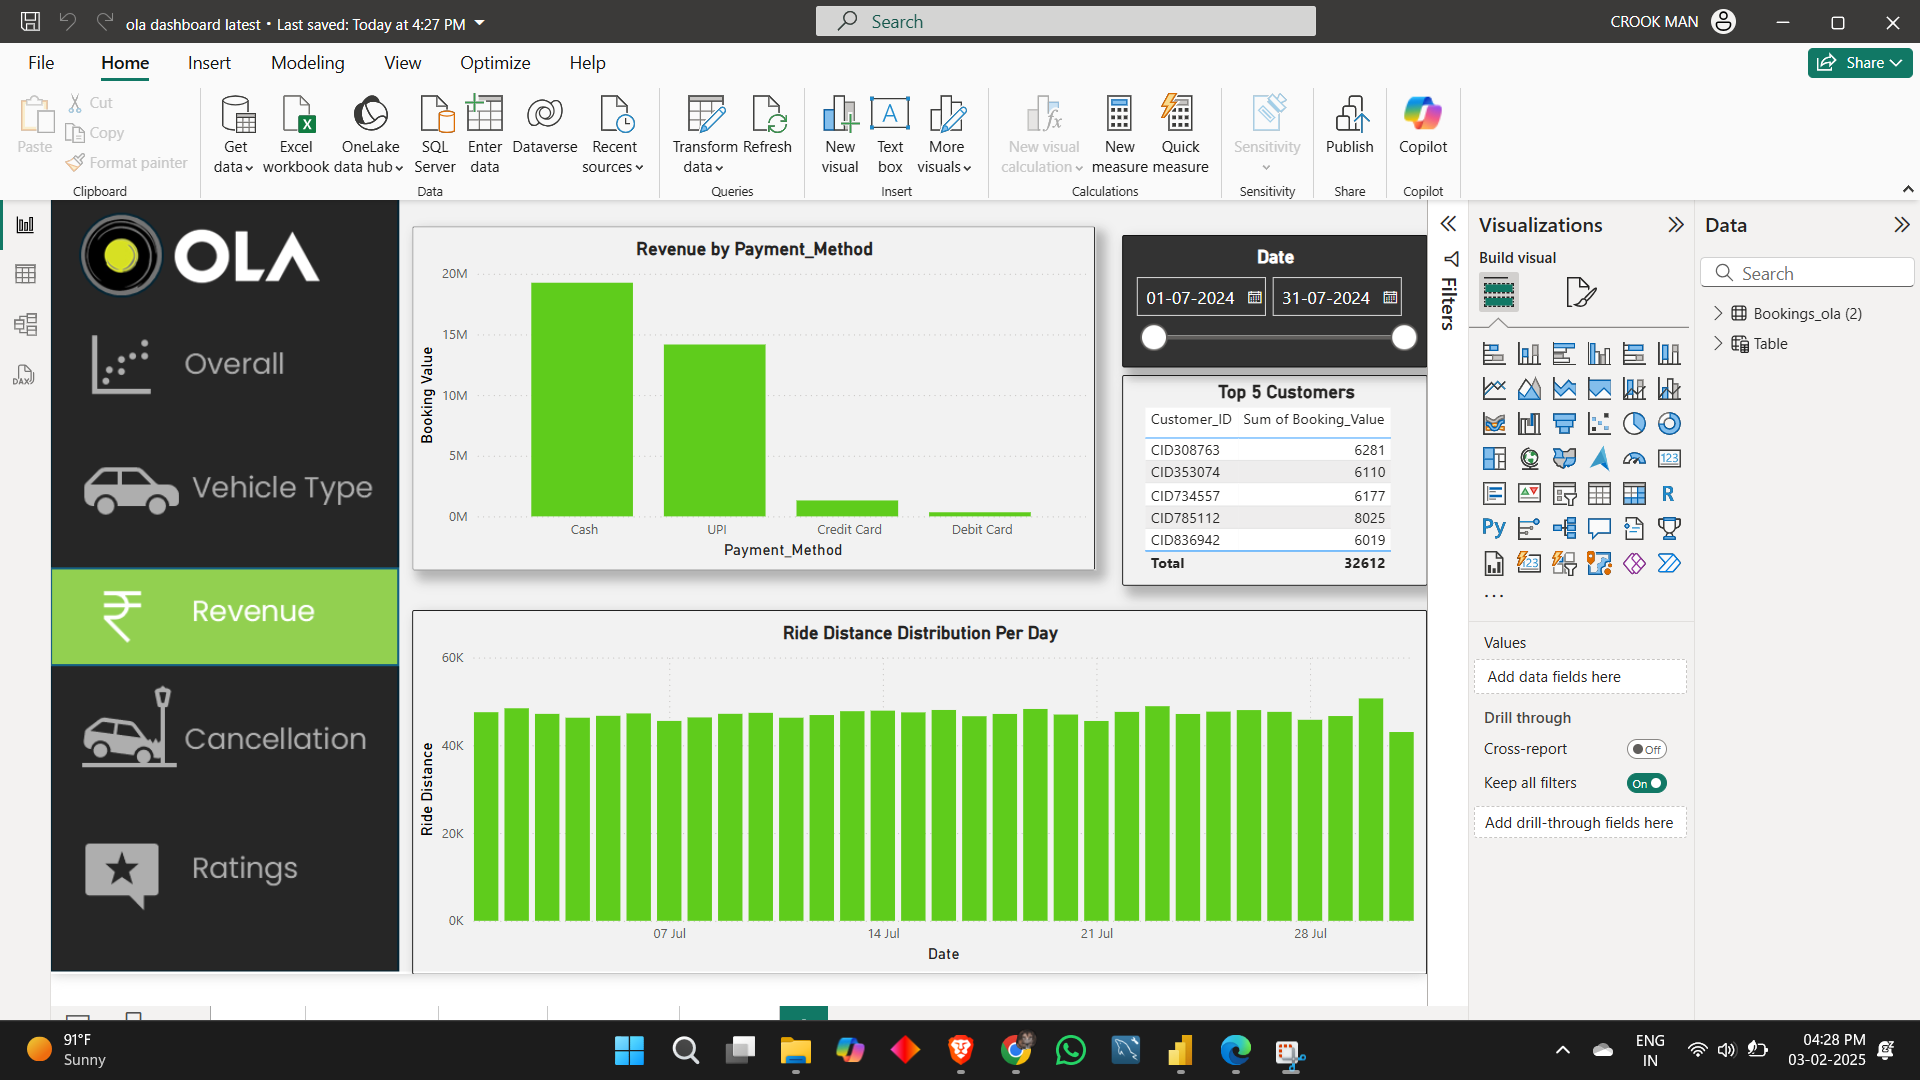 ola dashboard latest • Last saved: Today at 4:27 PM
Search
CROOK MAN
File
Home
Insert
Modeling
View
Optimize
Help
Share
Paste
Cut
Copy
Format painter
Clipboard
Get
data
Excel
workbook
OneLake
data hub
SQL
Server
Enter
data
Dataverse
Recent
sources
Data
Transform
data
Refresh
Queries
New
visual
A
Text
box
More
visuals
Insert
fx
New visual
calculation
New
measure
Quick
measure
Calculations
Sensitivity
Sensitivity
Publish
Share
Copilot
Copilot
DAX
OLA
Overall
Vehicle Type
₹ Revenue
Cancellation
Ratings
Revenue by Payment_Method
Booking Value
20M
15M
10M
5M
0M
Cash
UPI
Credit Card
Debit Card
Payment_Method
Date
01-07-2024
31-07-2024
Top 5 Customers
Customer_ID Sum of Booking_Value
CID308763 6281
CID353074 6110
CID734557 6177
CID785112 8025
CID836942 6019
Total 32612
Ride Distance Distribution Per Day
Ride Distance
60K
40K
20K
0K
07 Jul
14 Jul
21 Jul
28 Jul
Date
Filters
Visualizations
Build visual
123
R
Py
123
...
Values
Add data fields here
Drill through
Cross-report
Off
Keep all filters
On
Add drill-through fields here
Data
Search
Bookings_ola (2)
Table
91°F
Sunny
ENG
IN
04:28 PM
03-02-2025